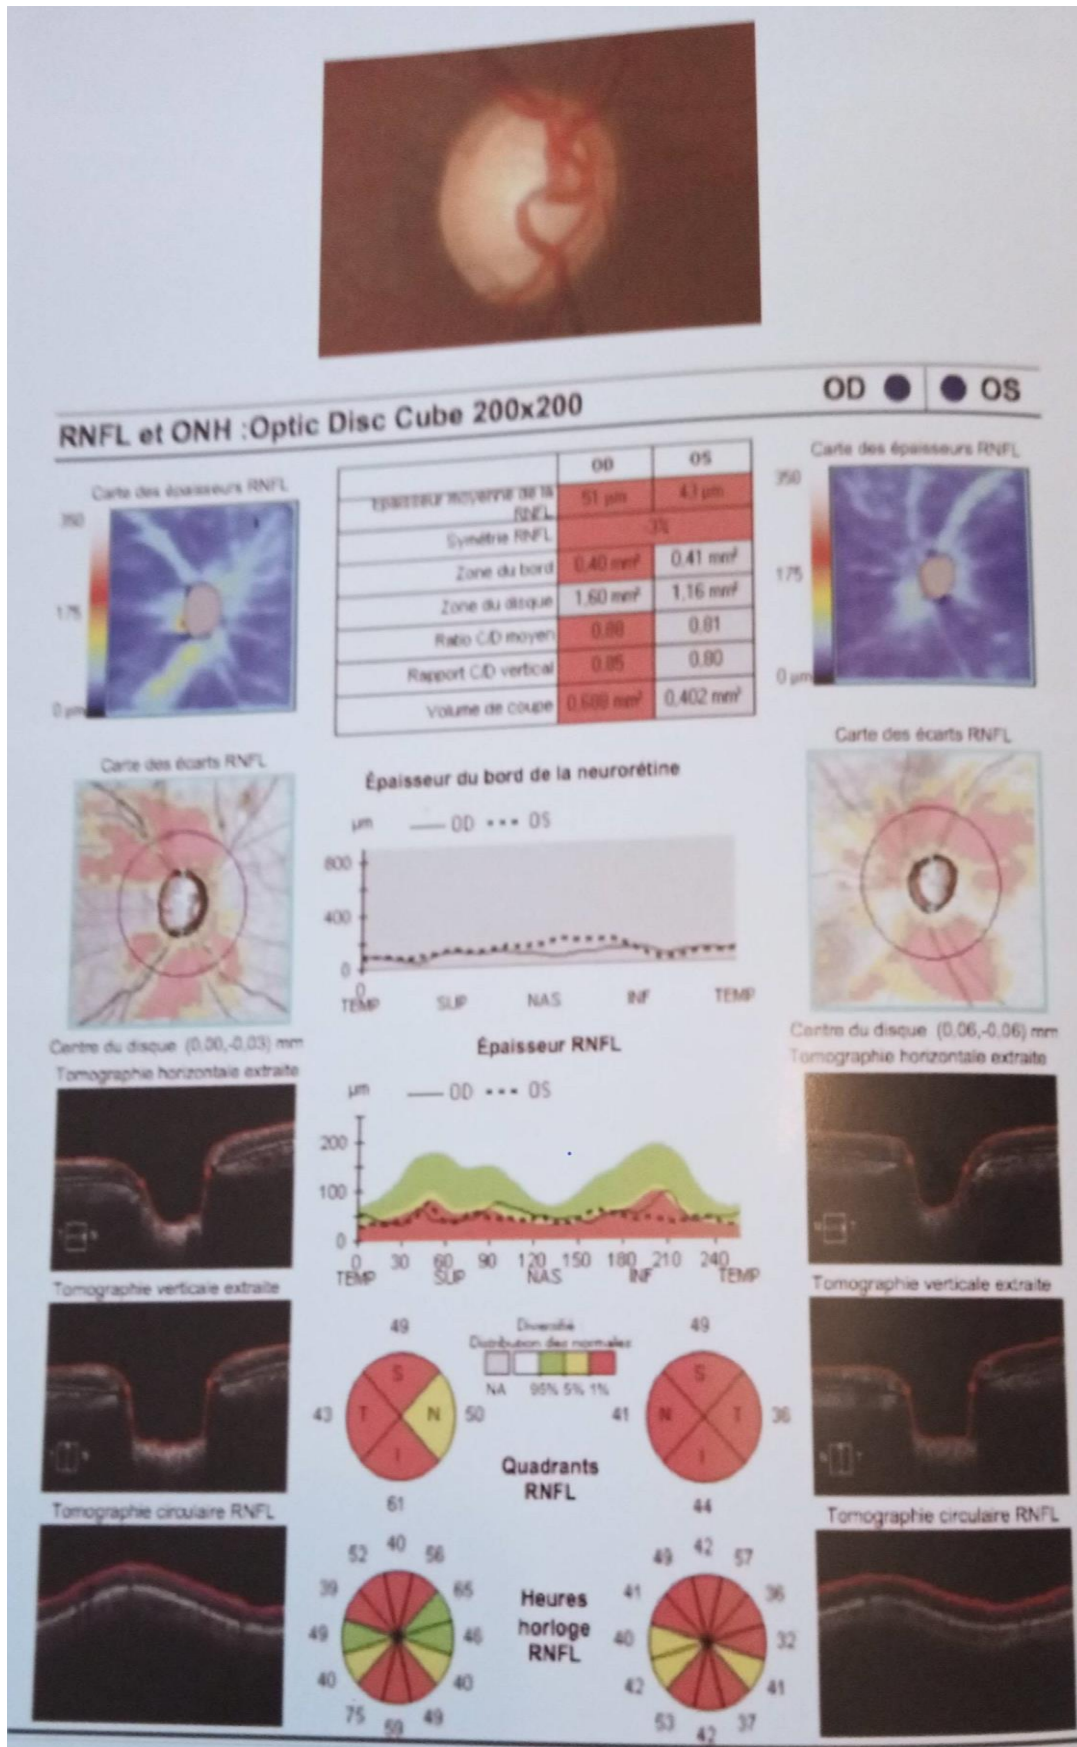 RNFL et ONH :Optic Disc Cube 200x200
OD OS
Carte des épaisseurs RNFL
350
175
0 µm
OD OS
Epaisseur moyenne de la RNFL 51 µm 43 µm
Symétrie RNFL -3%
Zone du bord 0,40 mm² 0,41 mm²
Zone du disque 1,60 mm² 1,16 mm²
Ratio C/D moyen 0,81
Rapport C/D vertical 0,85 0,80
Volume de coupe 0,402 mm³
Carte des épaisseurs RNFL
350
175
0 µm
Carte des écarts RNFL
Centre du disque (0,00,-0,03) mm
Épaisseur du bord de la neurorétine
µm OD OS
800
400
0
0
TEMP SUP NAS INF TEMP
Carte des écarts RNFL
Centre du disque (0,06,-0,06) mm
Tomographie horizontale extraite
Épaisseur RNFL
µm OD OS
200
100
0
0 30 60 90 120 150 180 210 240
TEMP SUP NAS INF TEMP
Tomographie horizontale extraite
Tomographie verticale extraite
Tomographie verticale extraite
Diversifié
Distribution des normales
NA 95% 5% 1%
49
S
43 T N 50
I
61
Quadrants
RNFL
49
S
41 N T 36
I
44
Tomographie circulaire RNFL
Tomographie circulaire RNFL
52 40 56
39 65
49 46
40 40
75 59 49
Heures
horloge
RNFL
49 42 57
41 36
40 32
42 41
53 42 37